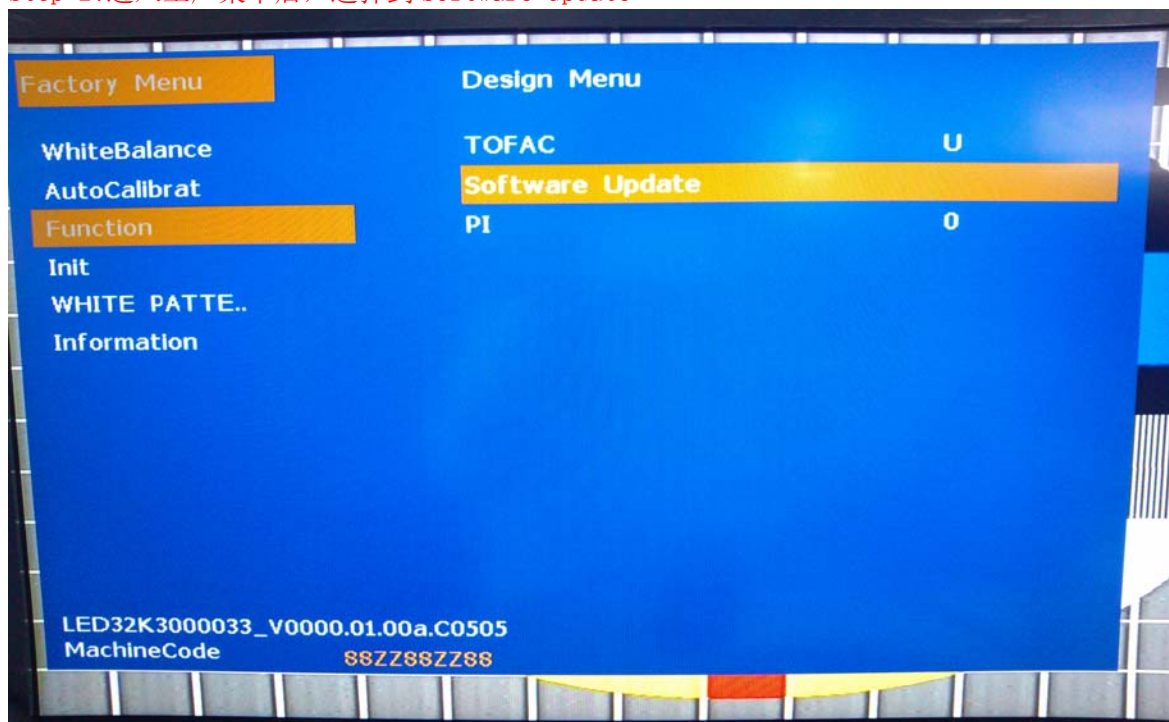 Factory Menu
Design Menu
WhiteBalance
TOFAC U
AutoCalibrat
Software Update
Function
PI 0
Init
WHITE PATTE..
Information
LED32K3000033_V0000.01.00a.C0505
MachineCode 88ZZ88ZZ88